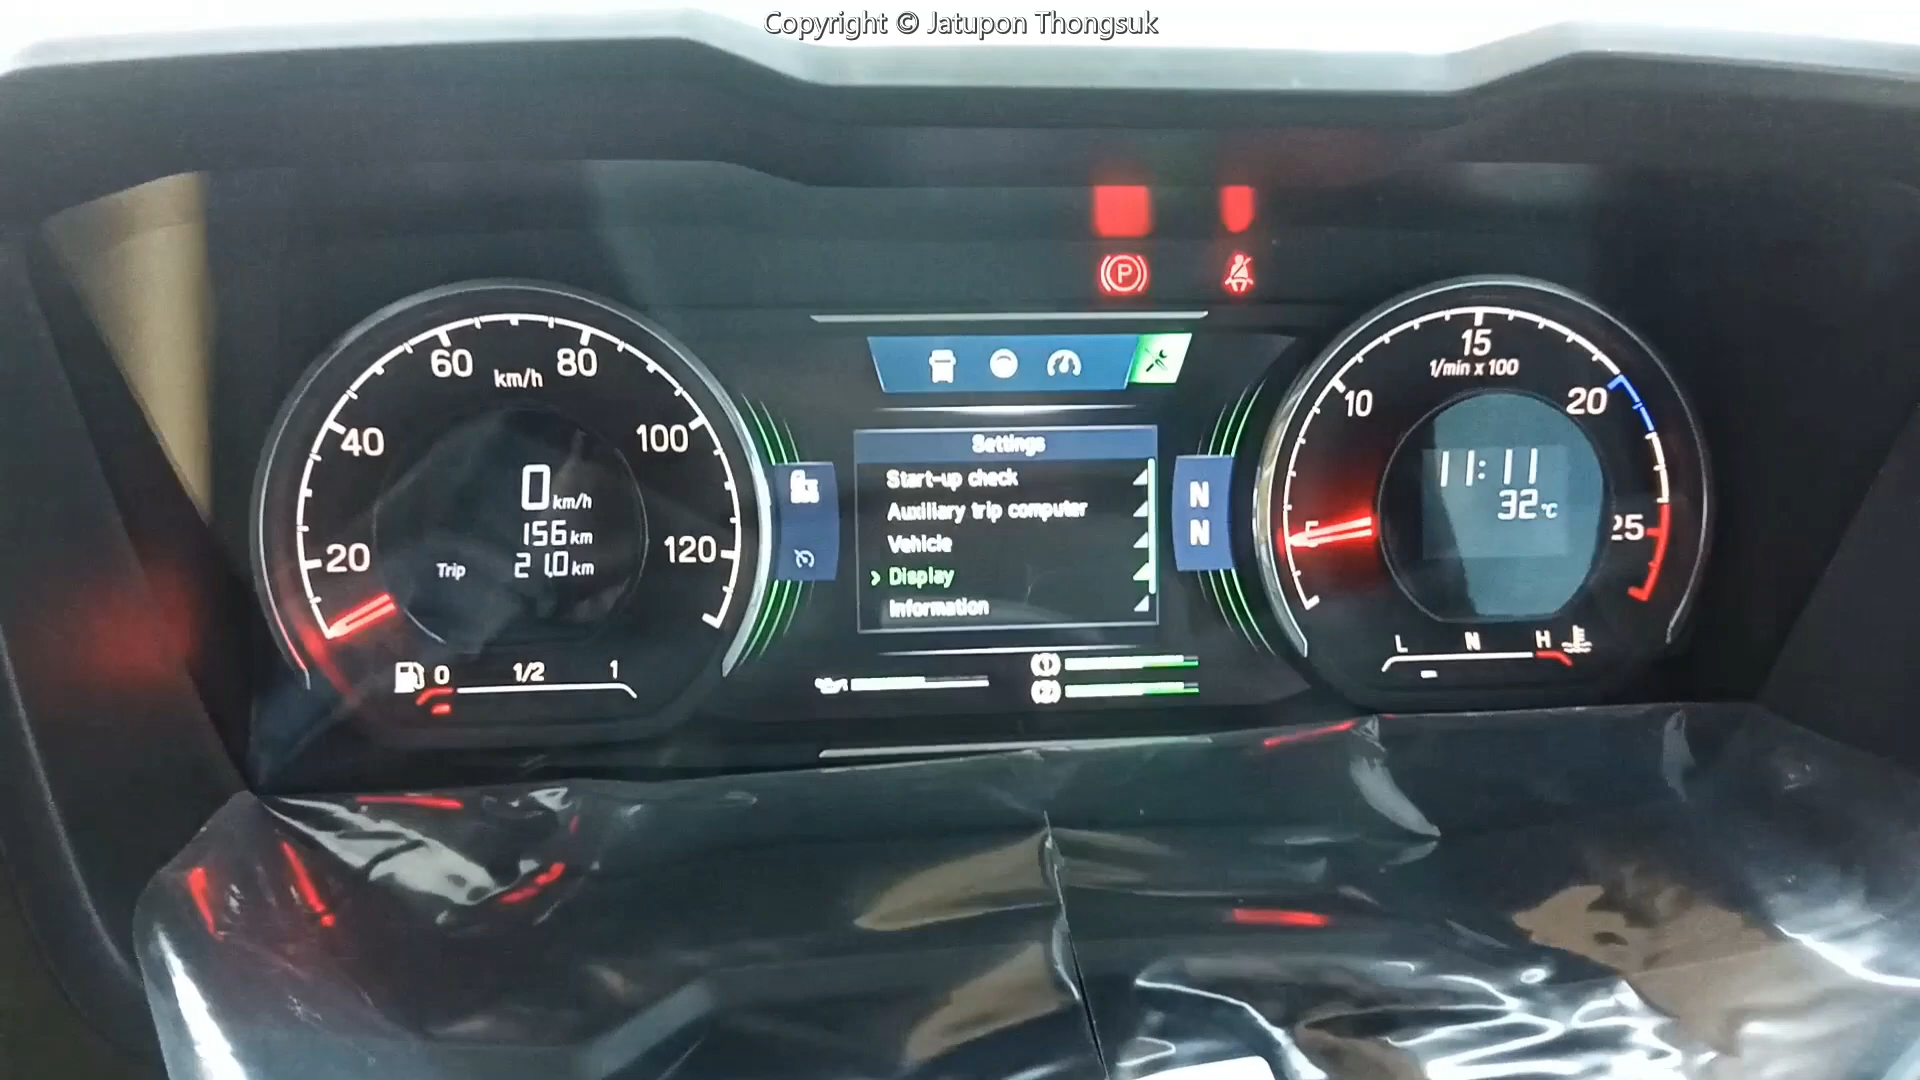 Copyright © Jatupon Thongsuk
P
60
80
km/h
40
100
20
120
0 km/h
156 km
Trip 21.0 km
0 1/2 1
Settings
Start-up check
Auxiliary trip computer
Vehicle
> Display
Information
N
N
(1)
(2)
15
1/min x 100
10
20
5
25
11:11
32°C
L N H